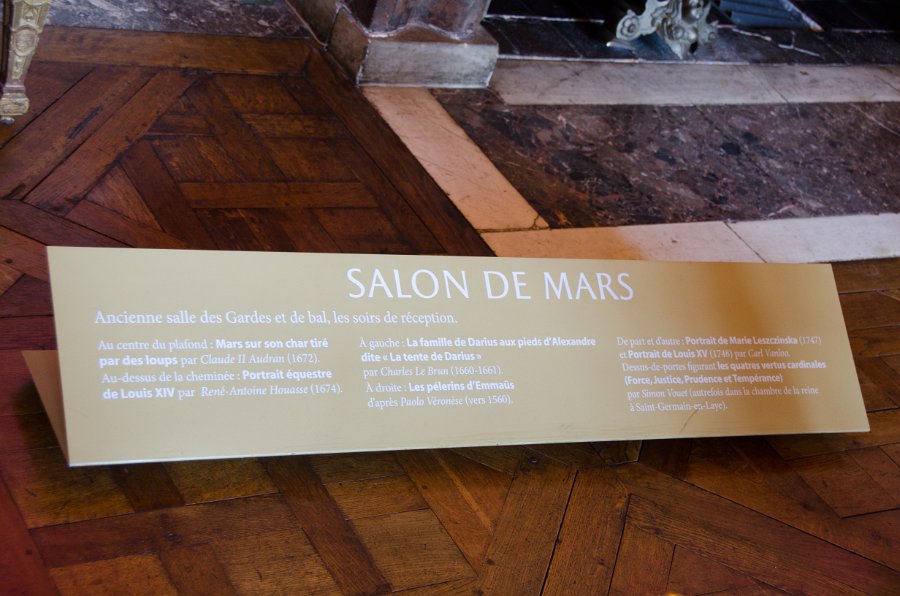 SALON DE MARS
Ancienne salle des Gardes et de bal, les soirs de réception.
Au centre du plafond : Mars sur son char tiré
par des loups par Claude II Audran (1672).
Au-dessus de la cheminée : Portrait équestre
de Louis XIV par René-Antoine Houasse (1674).
À gauche : La famille de Darius aux pieds d'Alexandre
dite « La tente de Darius »
par Charles Le Brun (1660-1661).
À droite : Les pélerins d'Emmaüs
d'après Paolo Véronèse (vers 1560).
De part et d'autre : Portrait de Marie Leszczinska (1747)
et Portrait de Louis XV (1748) par Carl Vanloo.
Dessus-de-portes figurant les quatres vertus cardinales
(Force, Justice, Prudence et Tempérance)
par Simon Vouet (autrefois dans la chambre de la reine
à Saint-Germain-en-Laye).